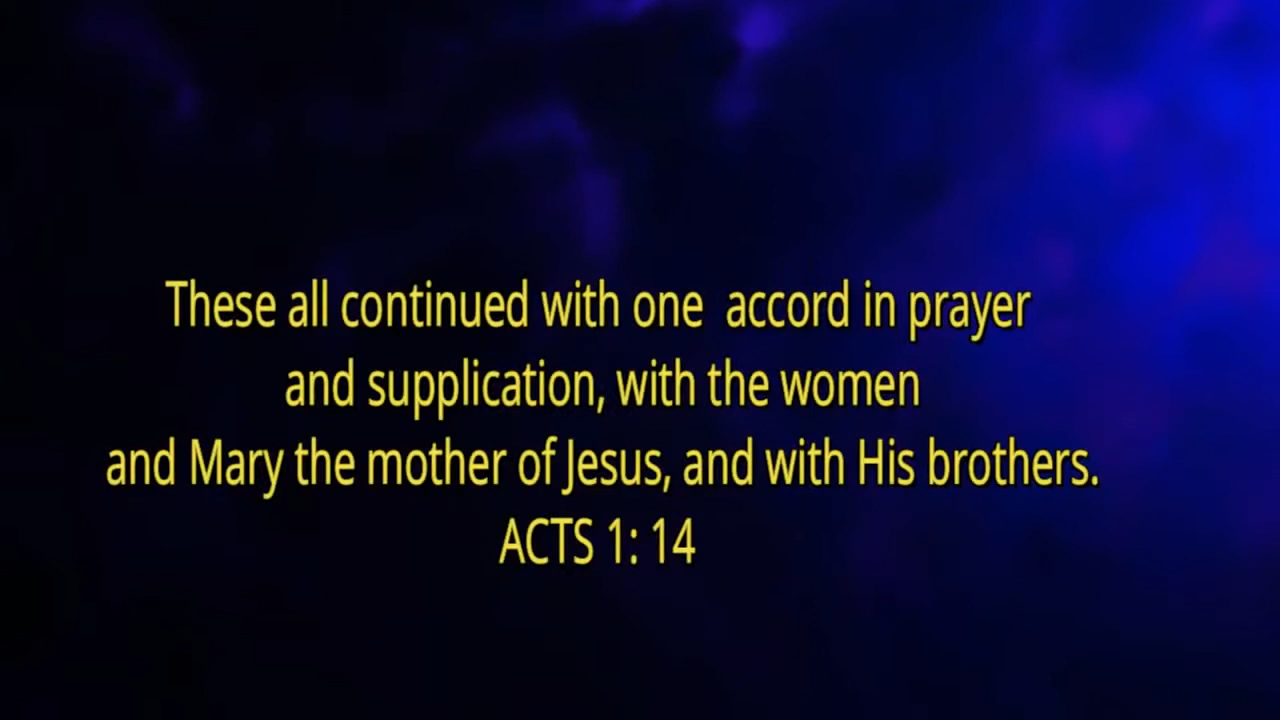 These all continued with one  accord in prayer
and supplication, with the women
and Mary the mother of Jesus, and with His brothers.
ACTS 1: 14